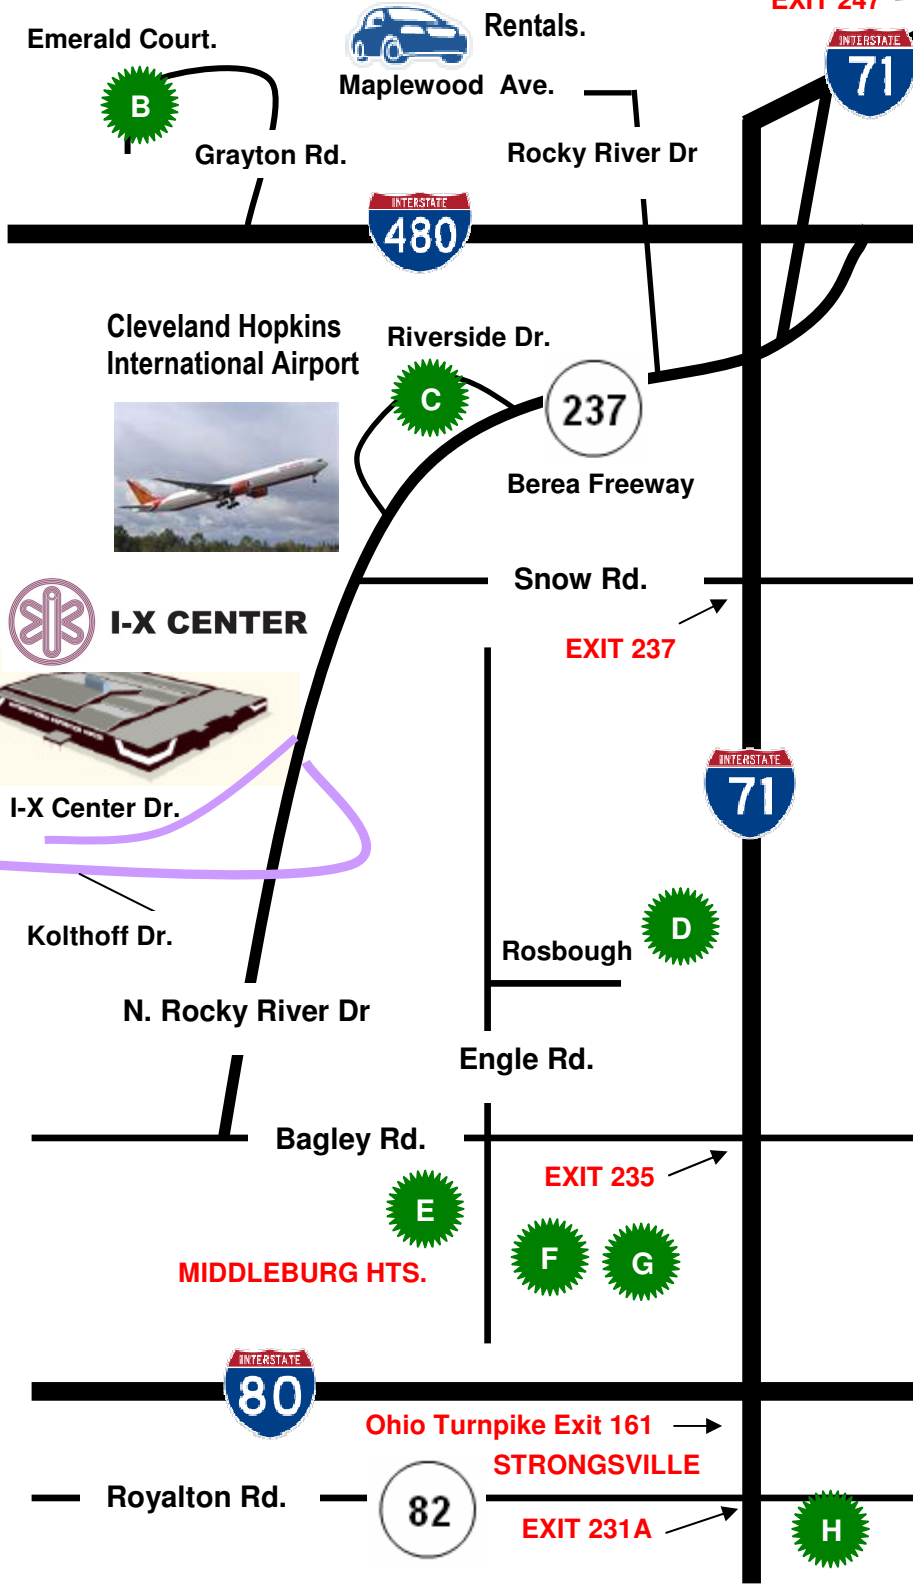 EXIT 247
Emerald Court.
Rentals.
INTERSTATE
71
B
Maplewood Ave.
Grayton Rd.
Rocky River Dr
INTERSTATE
480
Cleveland Hopkins
International Airport
Riverside Dr.
C
237
Berea Freeway
Snow Rd.
I-X CENTER
EXIT 237
INTERSTATE
71
I-X Center Dr.
D
Kolthoff Dr.
Rosbough
N. Rocky River Dr
Engle Rd.
Bagley Rd.
EXIT 235
E
F
G
MIDDLEBURG HTS.
INTERSTATE
80
Ohio Turnpike Exit 161
STRONGSVILLE
Royalton Rd.
82
EXIT 231A
H